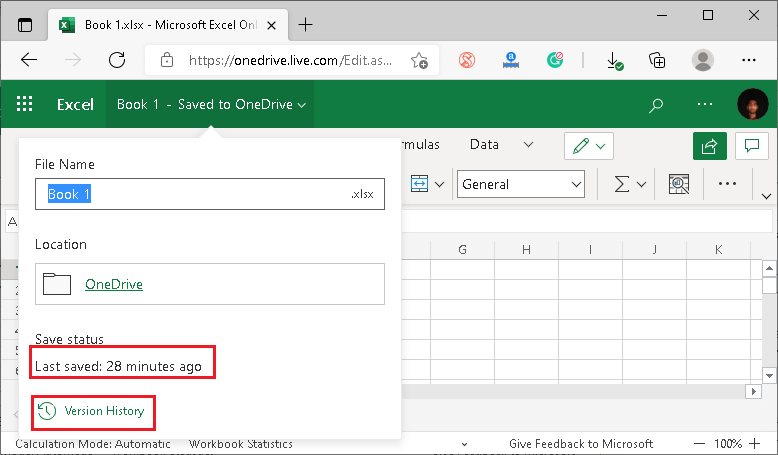 Book 1.xlsx - Microsoft Excel Onl
https://onedrive.live.com/Edit.as...
Excel
Book 1 - Saved to OneDrive
File Name
Book 1
.xlsx
Location
OneDrive
Save status
Last saved: 28 minutes ago
Version History
mulas
Data
General
A
G H I J K
Calculation Mode: Automatic Workbook Statistics
Give Feedback to Microsoft
100%